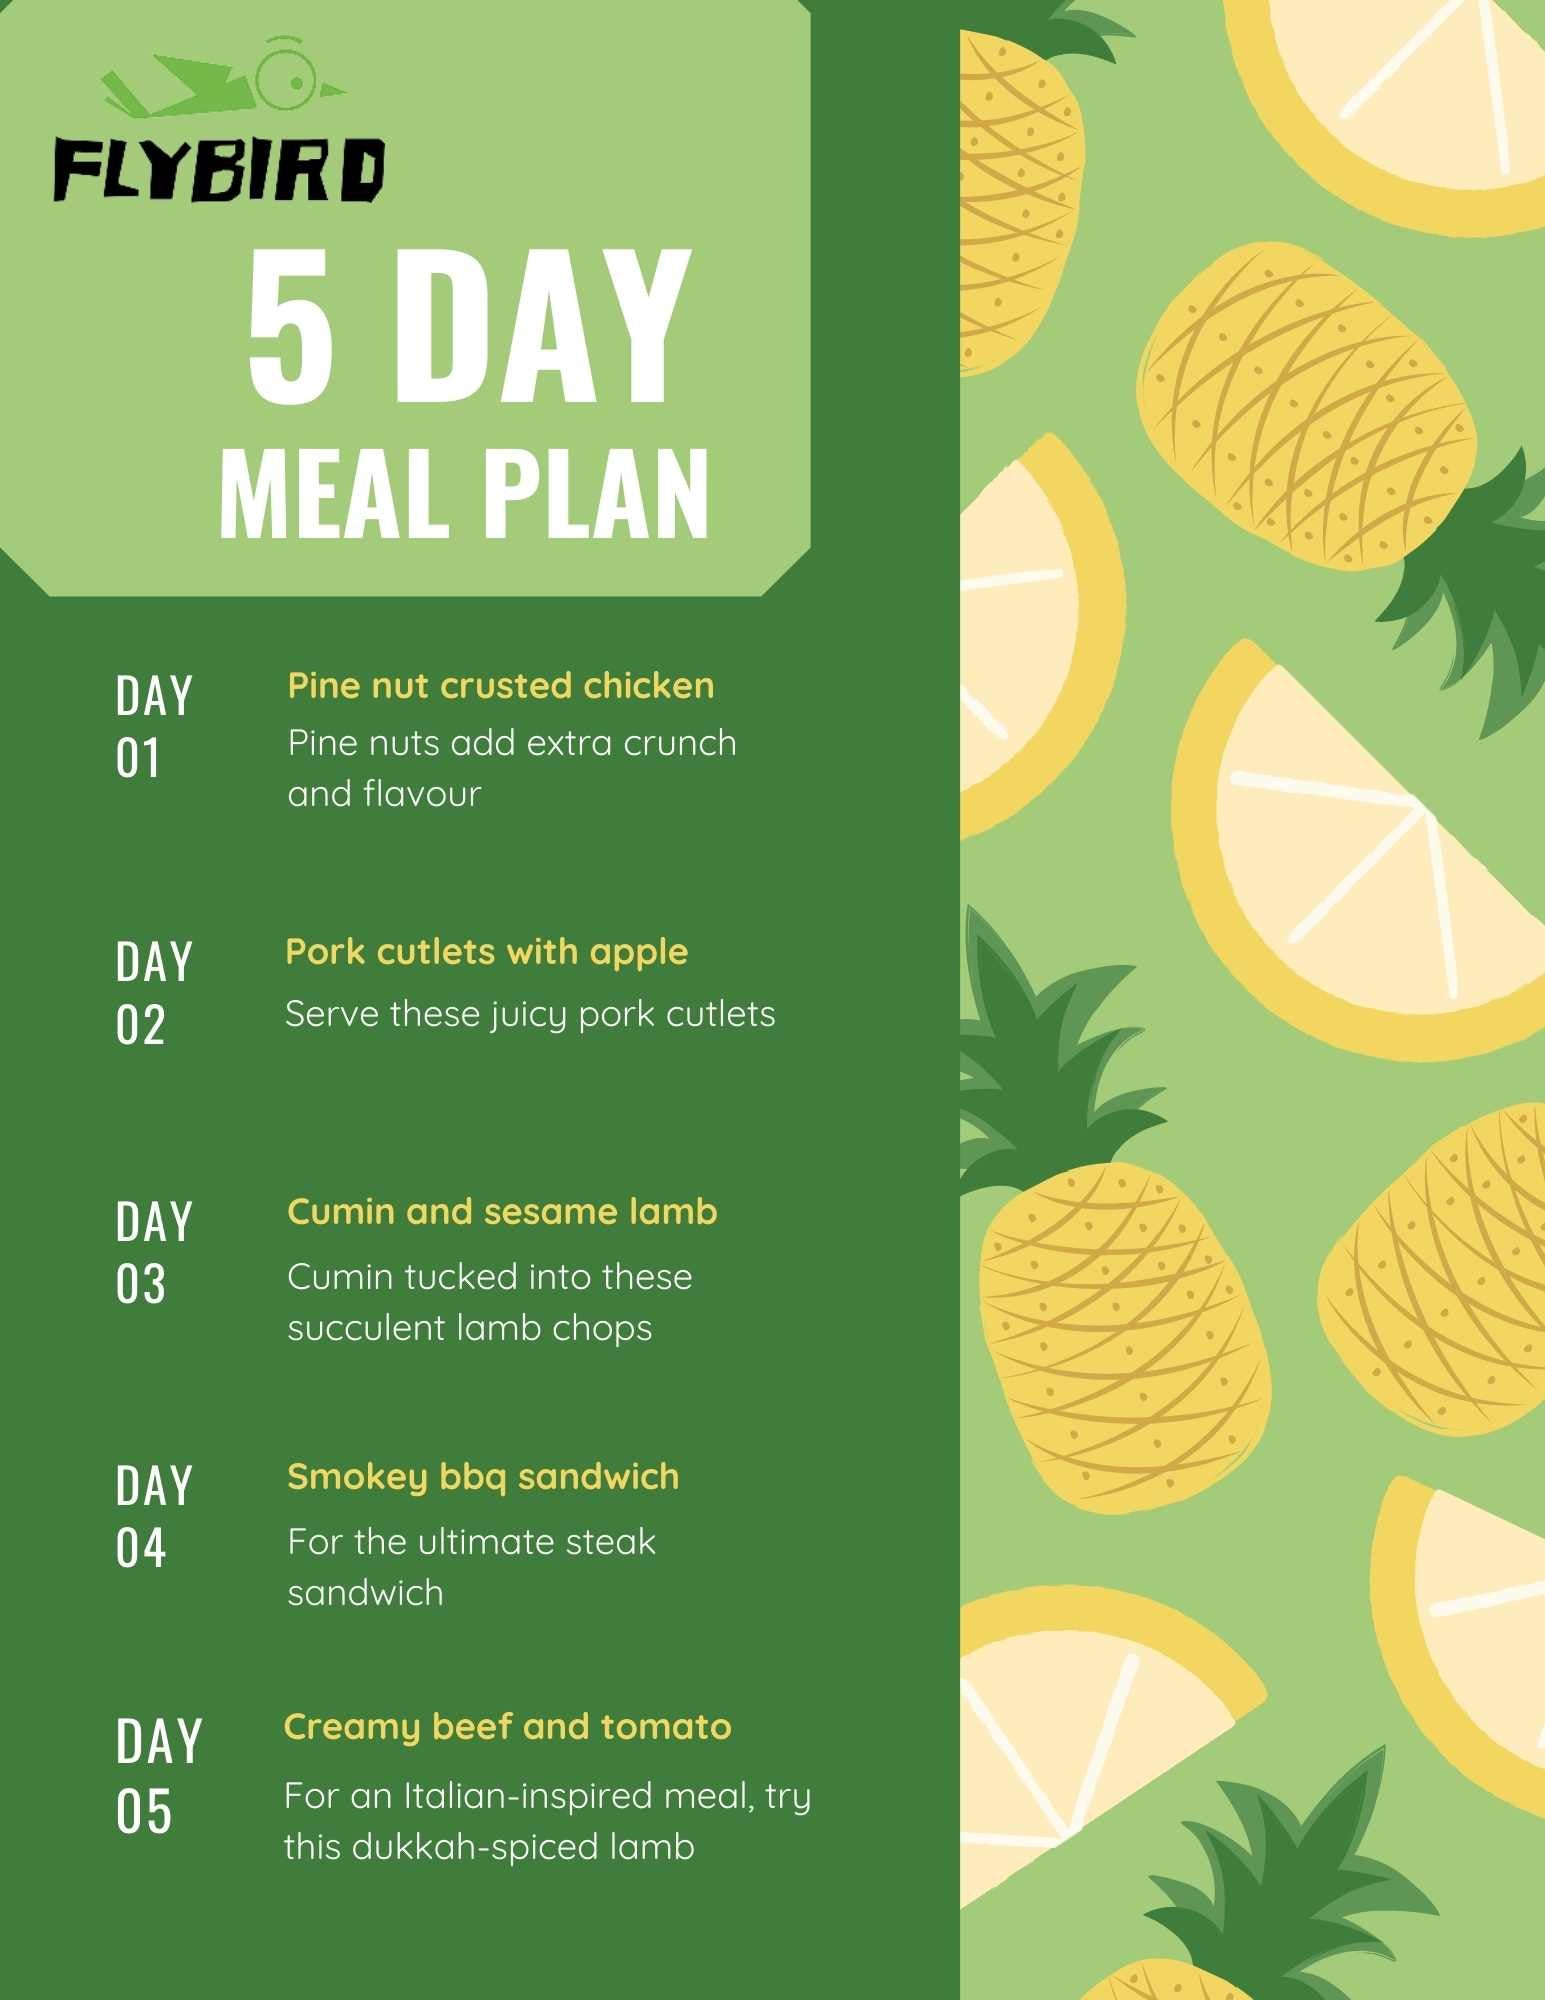 FLYBIRD
5 DAY
MEAL PLAN
DAY
01
Pine nut crusted chicken
Pine nuts add extra crunch
and flavour
DAY
02
Pork cutlets with apple
Serve these juicy pork cutlets
DAY
03
Cumin and sesame lamb
Cumin tucked into these
succulent lamb chops
DAY
04
Smokey bbq sandwich
For the ultimate steak
sandwich
DAY
05
Creamy beef and tomato
For an Italian-inspired meal, try
this dukkah-spiced lamb